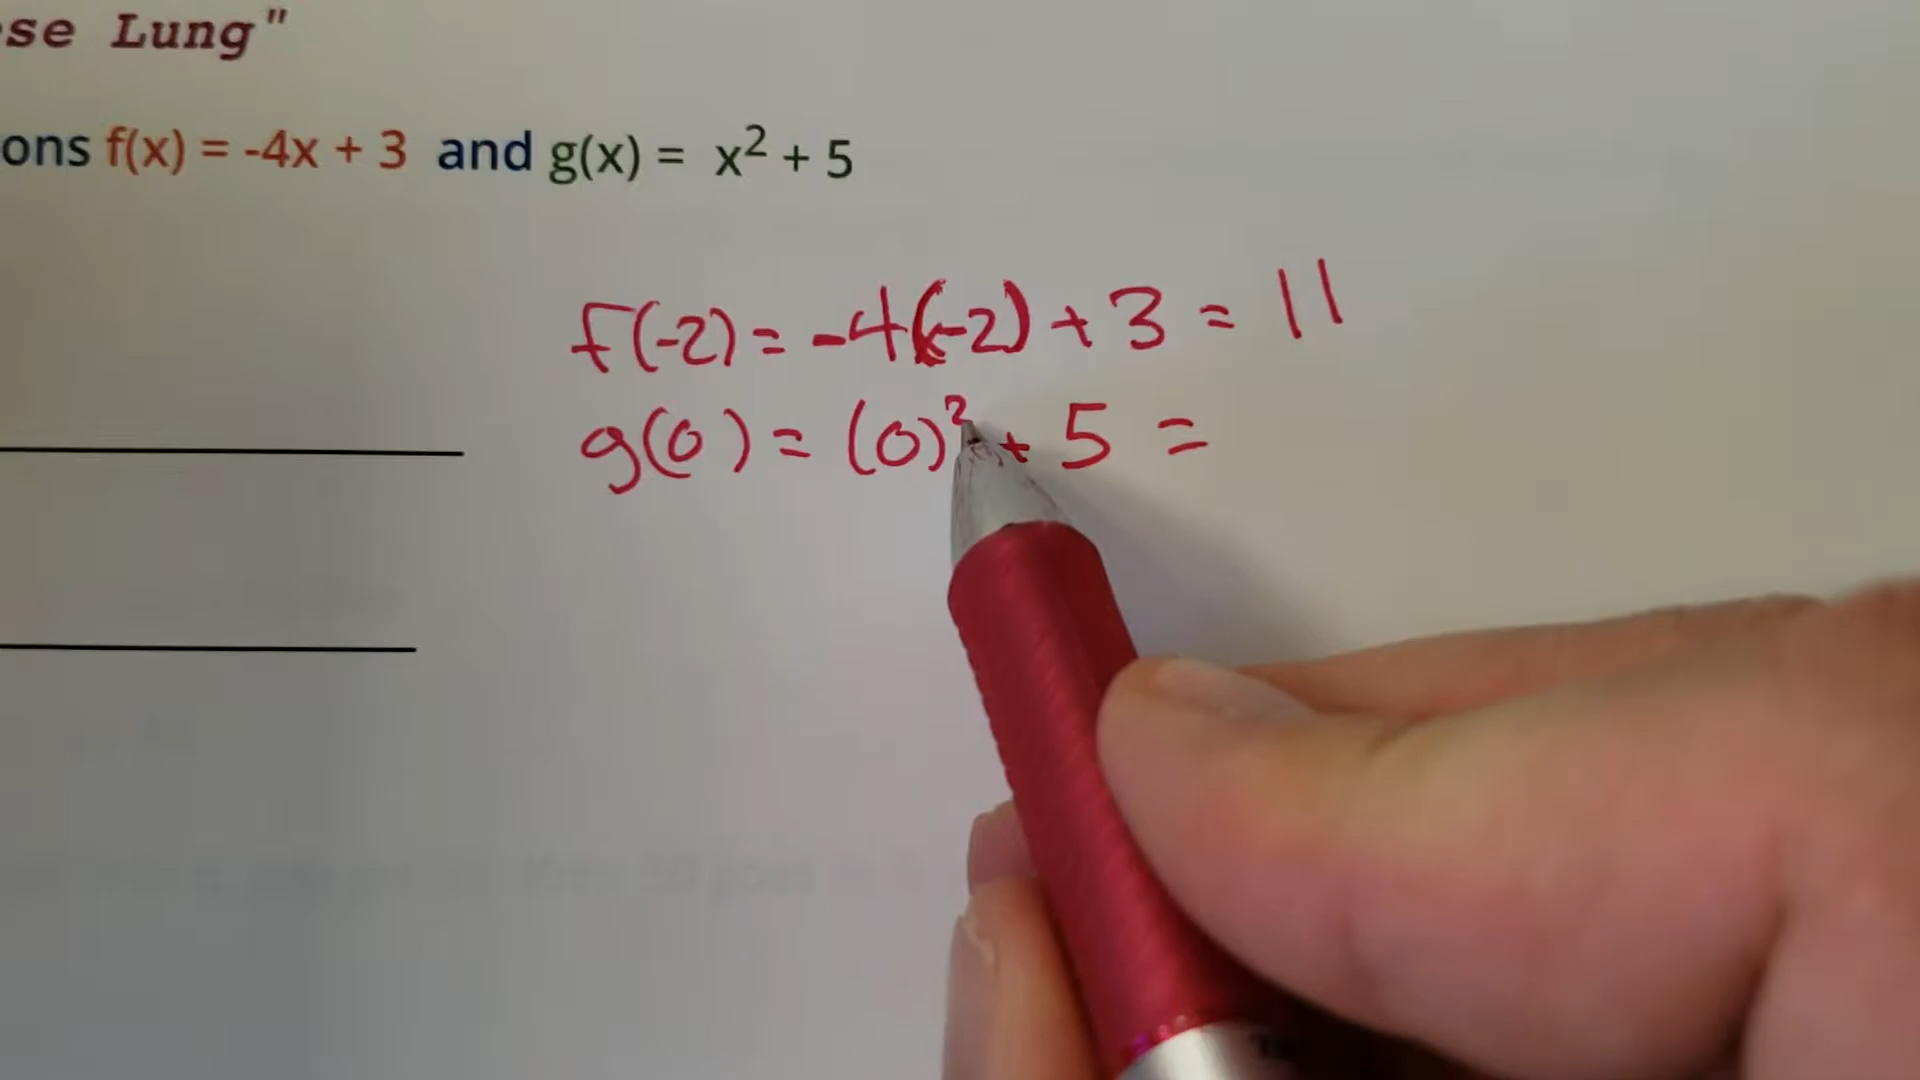 se Lung"
ons f(x) = -4x + 3 and g(x) = x² + 5
f(-2) = -4(-2) + 3 = 11
g(0) = (0)² + 5 =